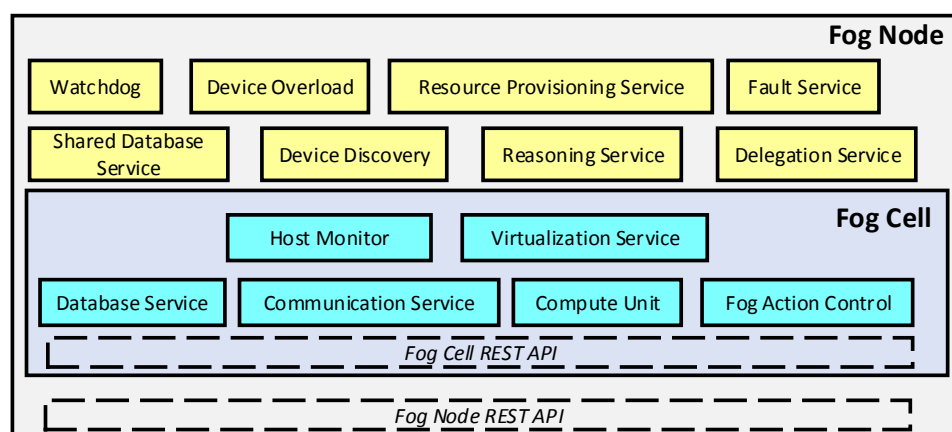 Fog Node
Watchdog
Device Overload
Resource Provisioning Service
Fault Service
Shared Database
Service
Device Discovery
Reasoning Service
Delegation Service
Fog Cell
Host Monitor
Virtualization Service
Database Service
Communication Service
Compute Unit
Fog Action Control
Fog Cell REST API
Fog Node REST API